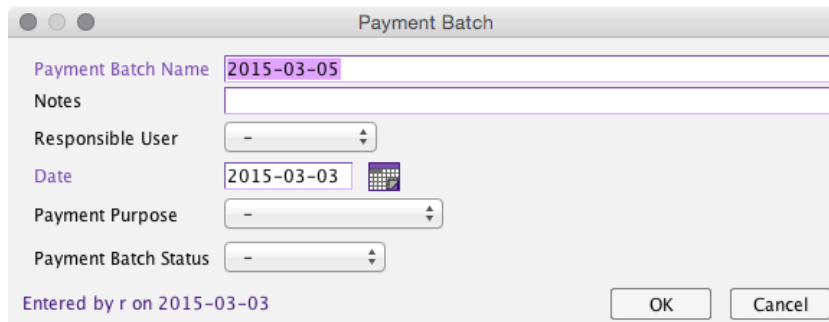 Payment Batch
Payment Batch Name 2015-03-05
Notes
Responsible User -
Date 2015-03-03
Payment Purpose -
Payment Batch Status -
Entered by r on 2015-03-03 OK Cancel